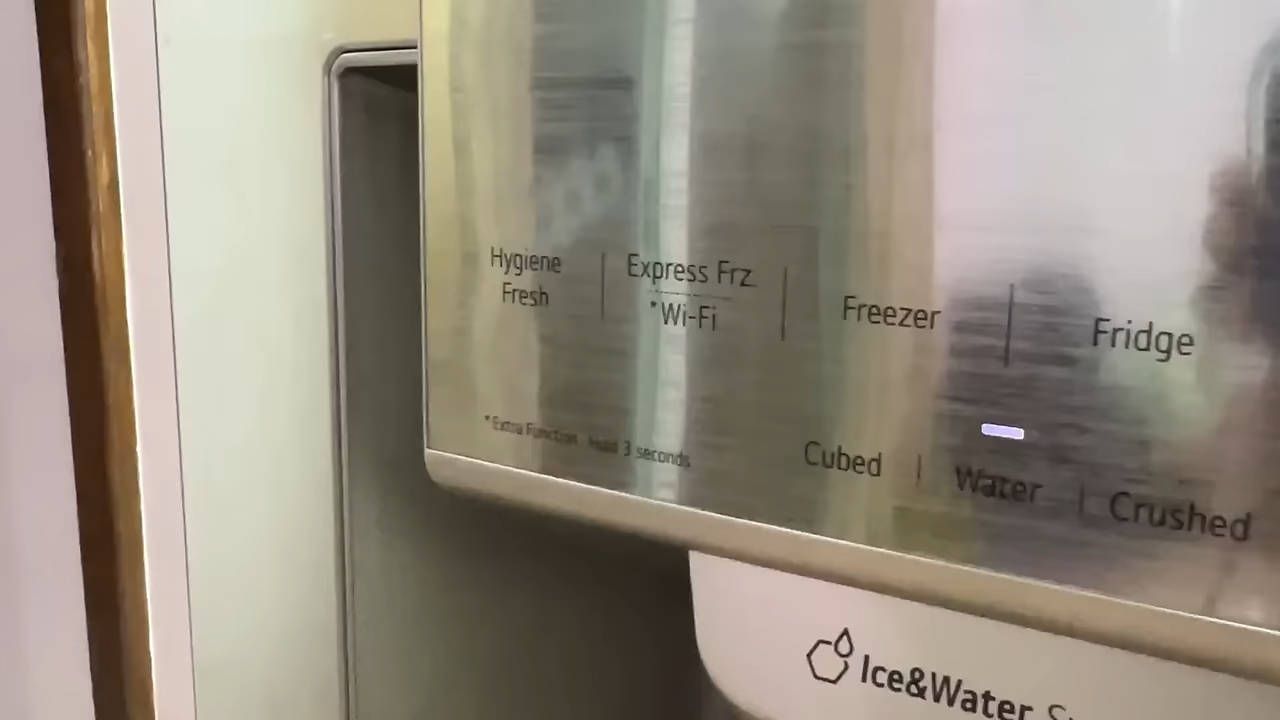 Hygiene
Fresh
Express Frz.
*Wi-Fi
Freezer
Fridge
*Extra Function Hold 3 seconds
Cubed
Water
Crushed
Ice&Water